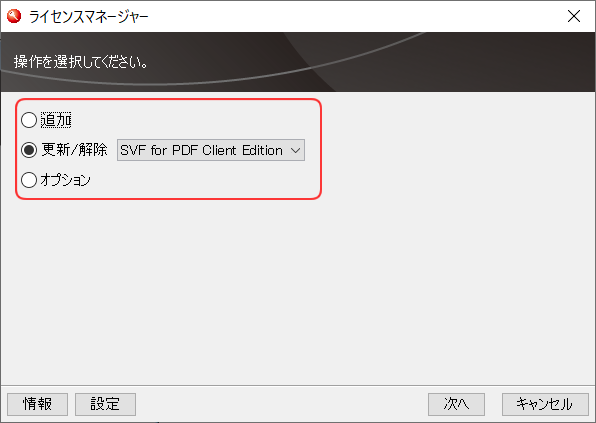 ライセンスマネージャー
操作を選択してください。
追加
更新/解除 SVF for PDF Client Edition
オプション
情報 設定 次へ キャンセル